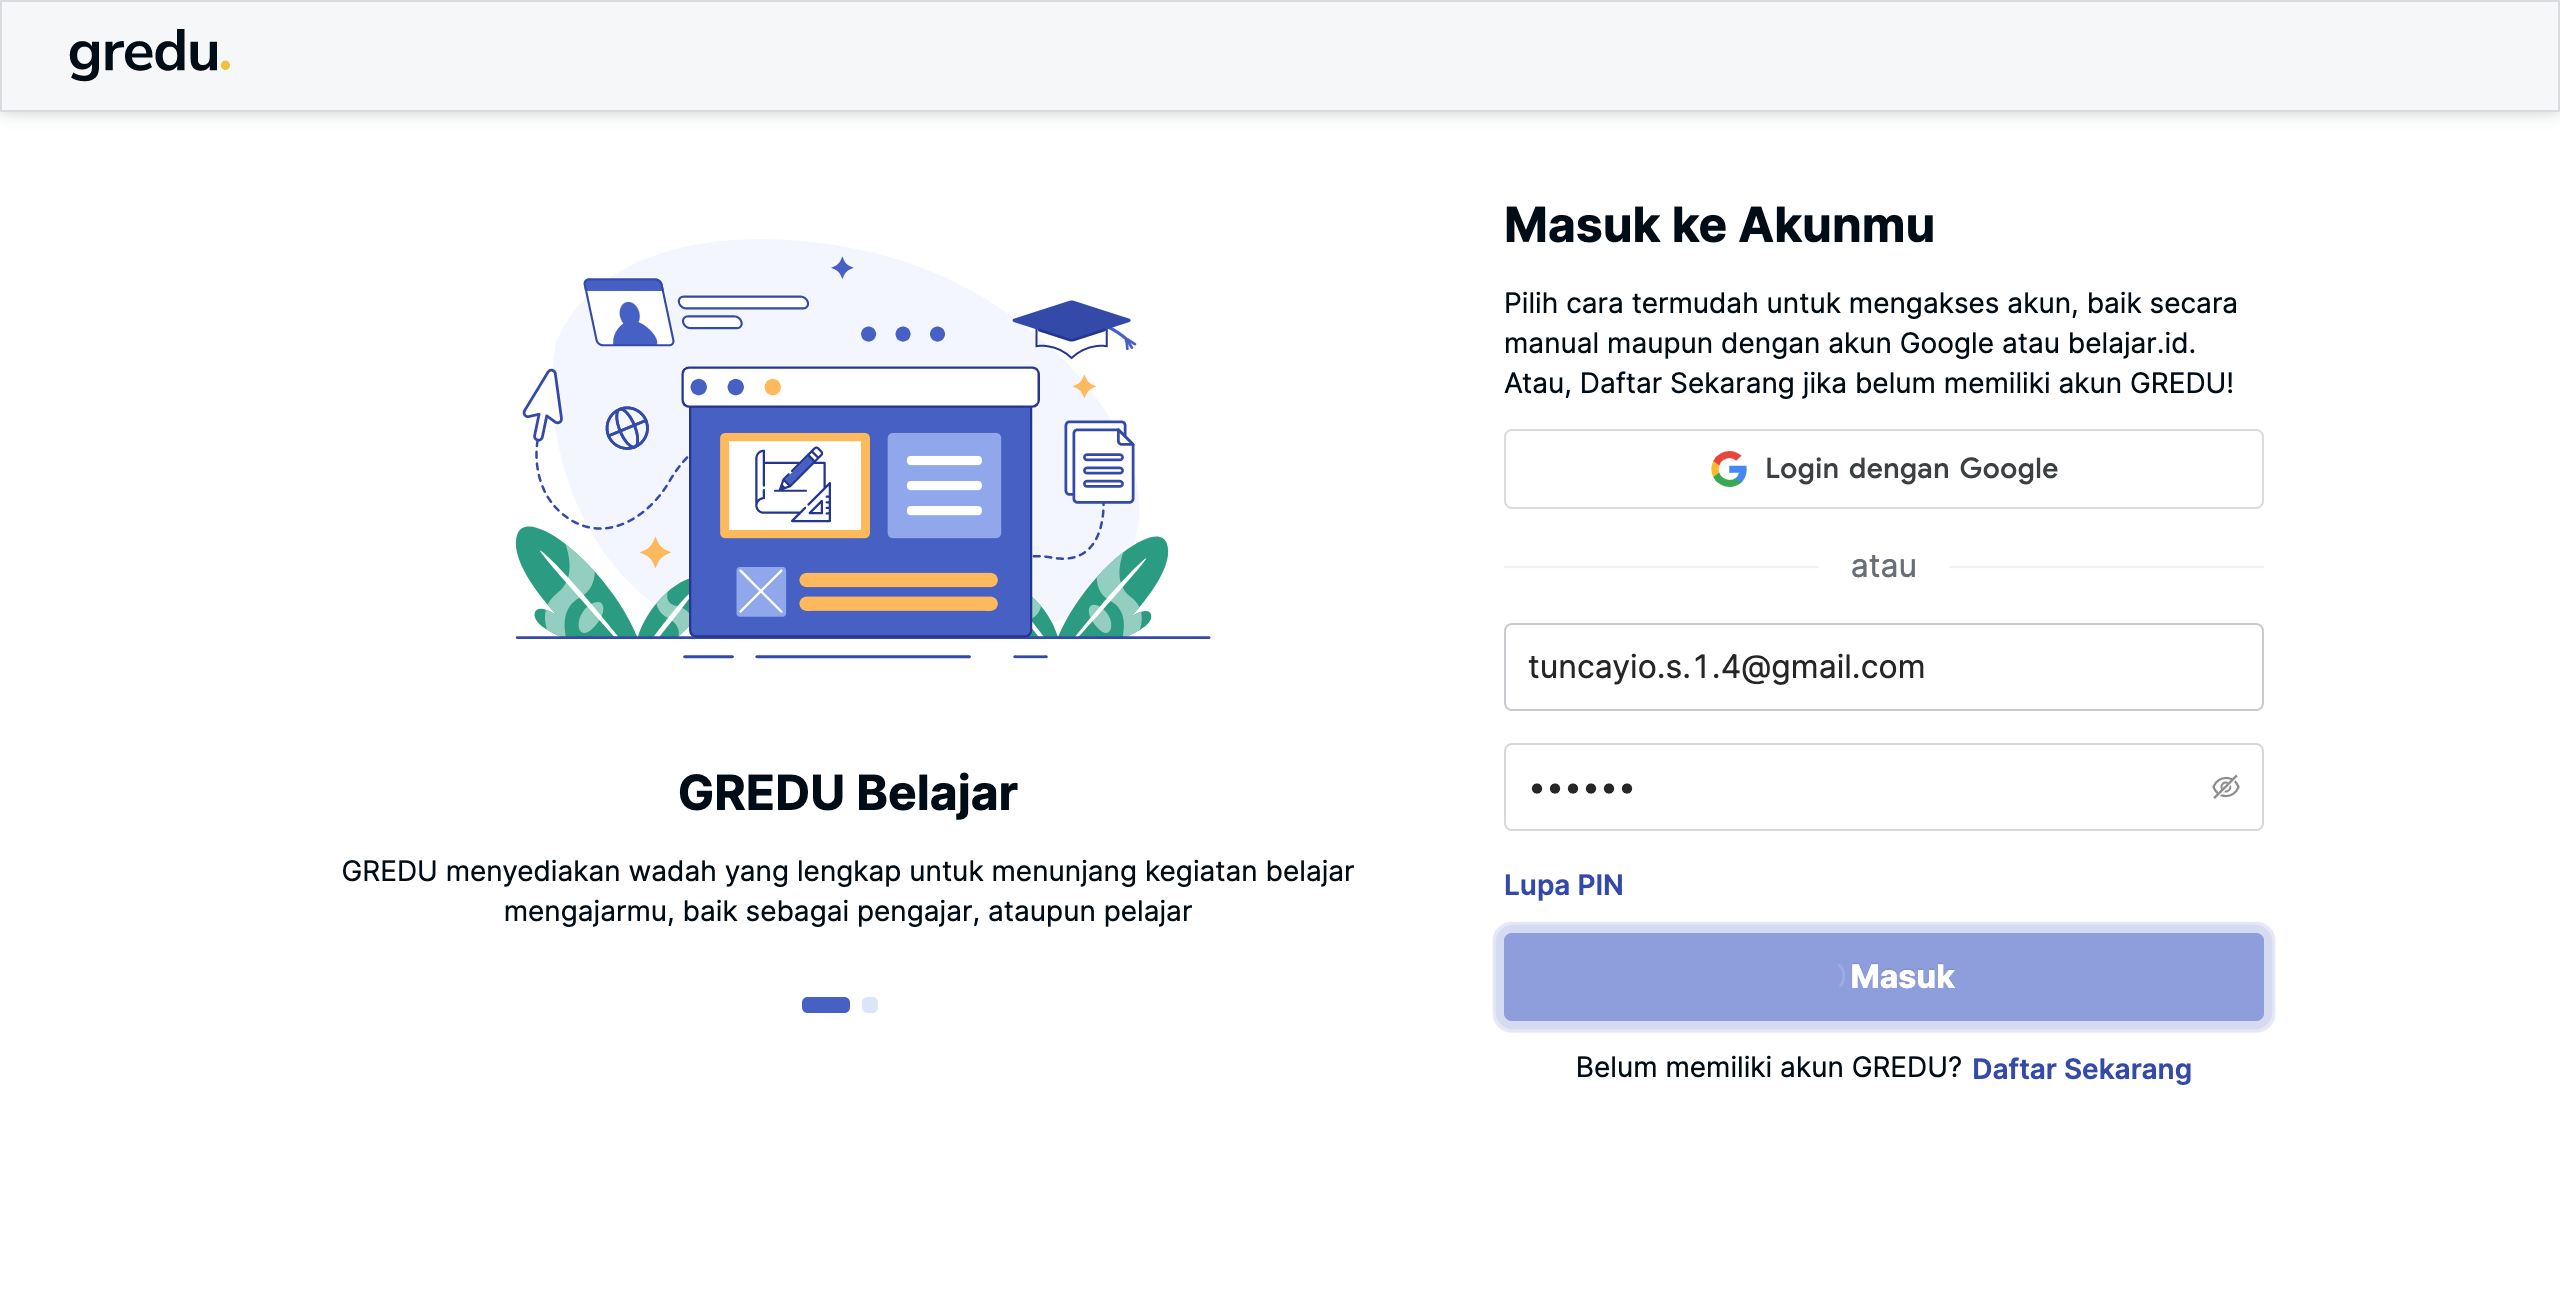 gredu.
Masuk ke Akunmu
Pilih cara termudah untuk mengakses akun, baik secara
manual maupun dengan akun Google atau belajar.id.
Atau, Daftar Sekarang jika belum memiliki akun GREDU!
Login dengan Google
atau
tuncayio.s.1.4@gmail.com
••••••
Lupa PIN
Masuk
Belum memiliki akun GREDU? Daftar Sekarang
GREDU Belajar
GREDU menyediakan wadah yang lengkap untuk menunjang kegiatan belajar
mengajarmu, baik sebagai pengajar, ataupun pelajar